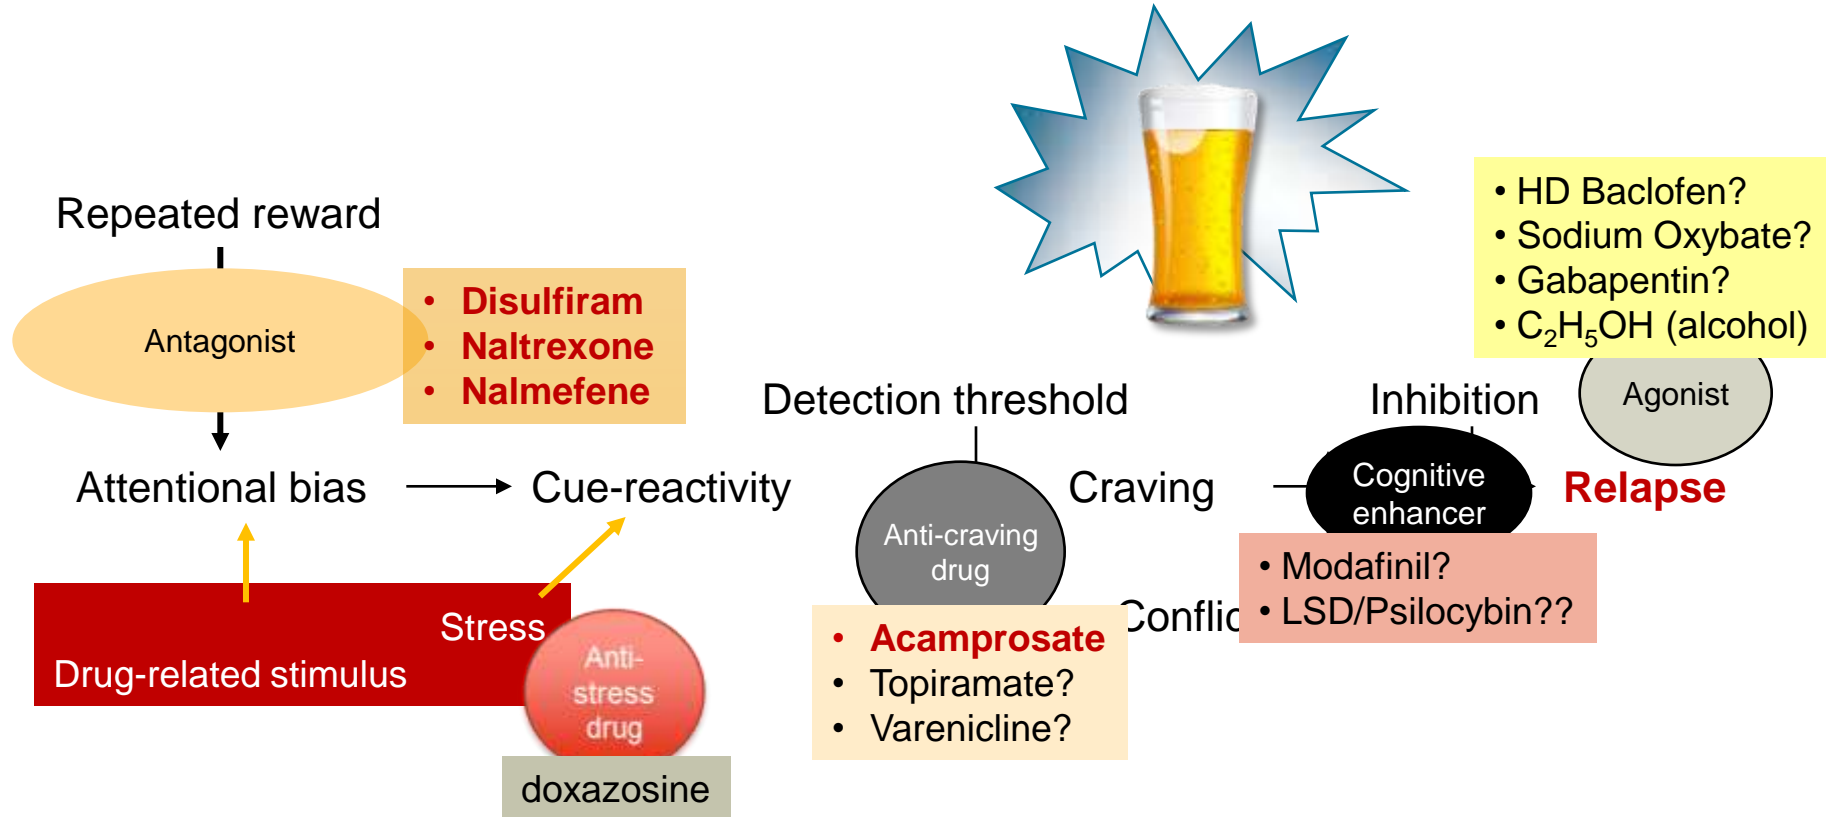 Repeated reward
Antagonist
• Disulfiram
• Naltrexone
• Nalmefene
Attentional bias
Cue-reactivity
Stress
Drug-related stimulus
Anti-
stress
drug
doxazosine
Detection threshold
Anti-craving
drug
• Acamprosate
• Topiramate?
• Varenicline?
Craving
Conflic
Inhibition
Cognitive
enhancer
• Modafinil?
• LSD/Psilocybin??
• HD Baclofen?
• Sodium Oxybate?
• Gabapentin?
• C₂H₅OH (alcohol)
Agonist
Relapse